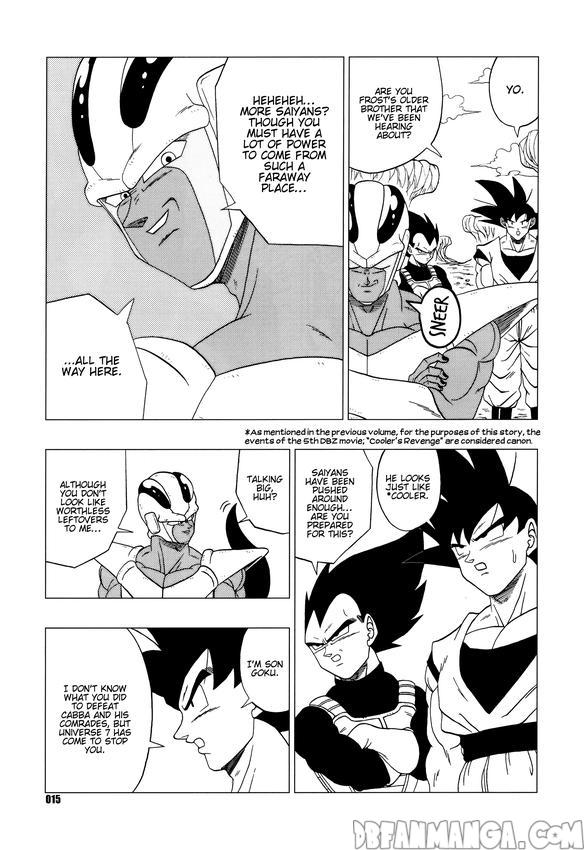 YO.
ARE YOU
FROST'S OLDER
BROTHER THAT
WE'VE BEEN
HEARING
ABOUT?
SNEER
HEHEHEH...
MORE SAIYANS?
THOUGH YOU
MUST HAVE A
LOT OF POWER
TO COME FROM
SUCH A
FARAWAY
PLACE...
...ALL THE
WAY HERE.
*As mentioned in the previous volume, for the purposes of this story, the
events of the 5th DBZ movie; "Cooler's Revenge" are considered canon.
HE LOOKS
JUST LIKE
*COOLER.
SAIYANS
HAVE BEEN
PUSHED
AROUND
ENOUGH...
...ARE YOU
PREPARED
FOR THIS?
TALKING
BIG,
HUH?
ALTHOUGH
YOU DON'T
LOOK LIKE
WORTHLESS
LEFTOVERS
TO ME...
I'M SON
GOKU.
I DON'T KNOW
WHAT YOU DID
TO DEFEAT
CABBA AND HIS
COMRADES, BUT
UNIVERSE 7 HAS
COME TO STOP
YOU.
015
DBFANMANGA.COM